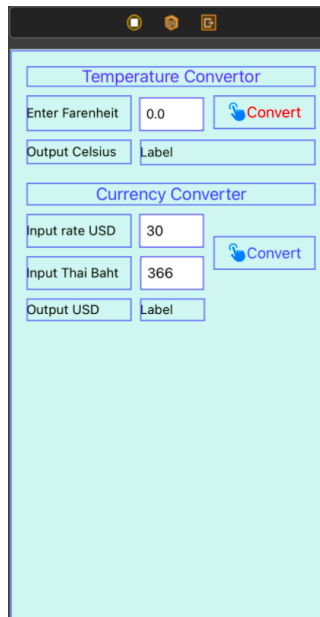 Temperature Convertor
Enter Farenheit 0.0 Convert
Output Celsius Label
Currency Converter
Input rate USD 30
Convert
Input Thai Baht 366
Output USD Label